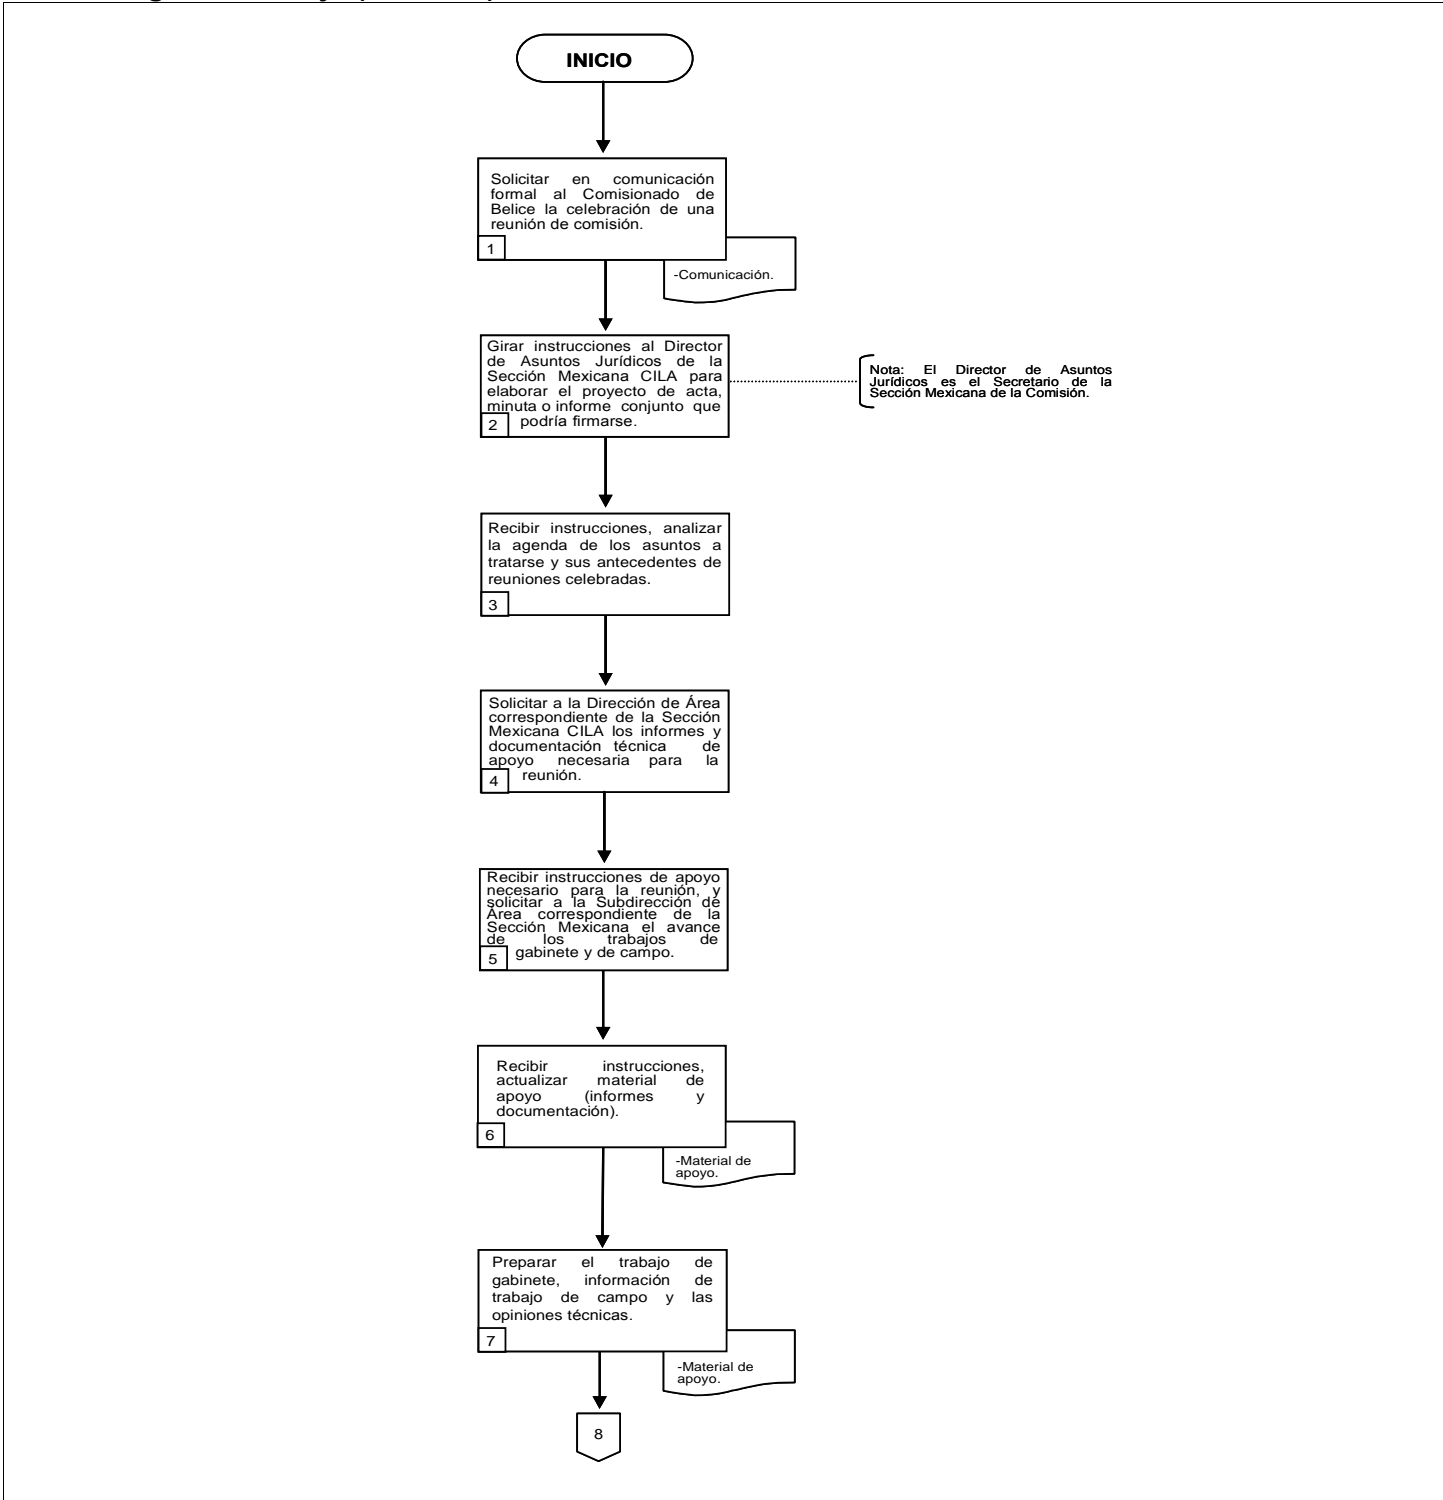 INICIO
Solicitar en comunicación
formal al Comisionado de
Belice la celebración de una
reunión de comisión.
1
-Comunicación.
Girar instrucciones al Director
de Asuntos Jurídicos de la
Sección Mexicana CILA para
elaborar el proyecto de acta,
minuta o informe conjunto que
podría firmarse.
2
Nota: El Director de Asuntos
Jurídicos es el Secretario de la
Sección Mexicana de la Comisión.
Recibir instrucciones, analizar
la agenda de los asuntos a
tratarse y sus antecedentes de
reuniones celebradas.
3
Solicitar a la Dirección de Área
correspondiente de la Sección
Mexicana CILA los informes y
documentación técnica de
apoyo necesaria para la
reunión.
4
Recibir instrucciones de apoyo
necesario para la reunión, y
solicitar a la Subdirección de
Área correspondiente de la
Sección Mexicana el avance
de los trabajos de
gabinete y de campo.
5
Recibir instrucciones,
actualizar material de
apoyo (informes y
documentación).
6
-Material de
apoyo.
Preparar el trabajo de
gabinete, información de
trabajo de campo y las
opiniones técnicas.
7
-Material de
apoyo.
8